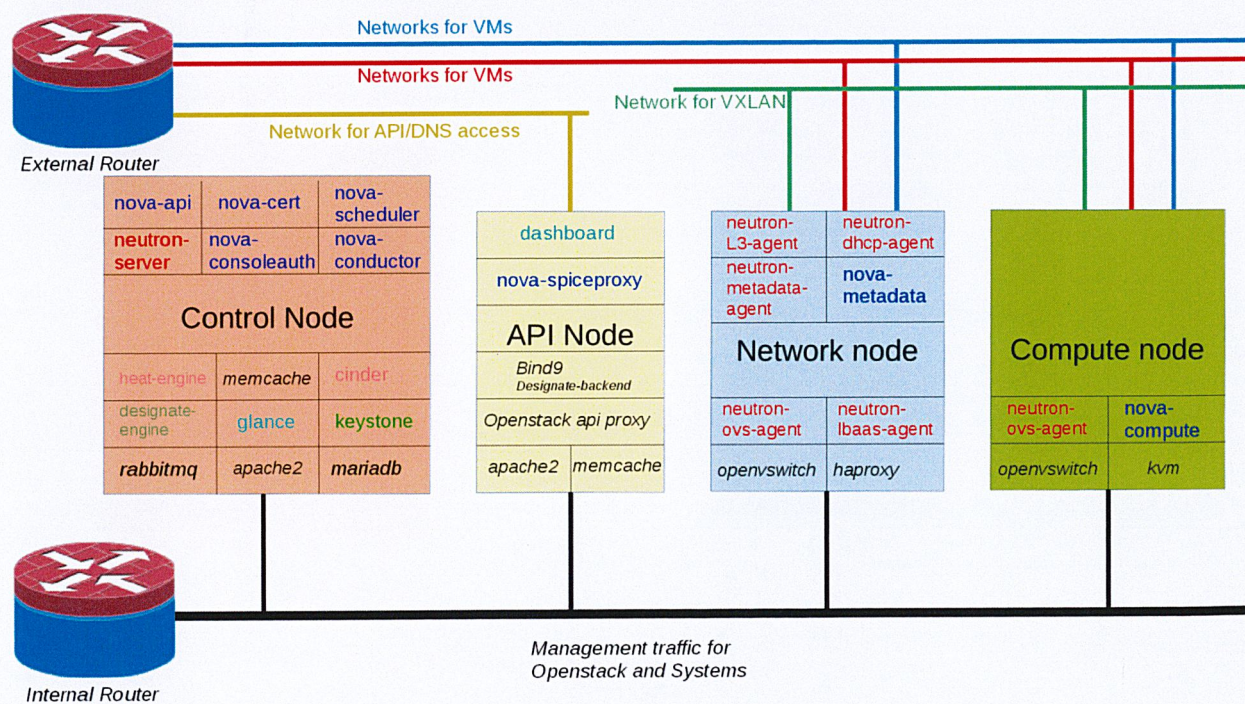 Networks for VMs
Networks for VMs
Network for VXLAN
Network for API/DNS access
External Router
nova-api
nova-cert
nova-
scheduler
neutron-
server
nova-
consoleauth
nova-
conductor
Control Node
heat-engine
memcache
cinder
designate-
engine
glance
keystone
rabbitmq
apache2
mariadb
dashboard
nova-spiceproxy
API Node
Bind9
Designate-backend
Openstack api proxy
apache2
memcache
neutron-
L3-agent
neutron-
dhcp-agent
neutron-
metadata-
agent
nova-
metadata
Network node
neutron-
ovs-agent
neutron-
lbaas-agent
openvswitch
haproxy
Compute node
neutron-
ovs-agent
nova-
compute
openvswitch
kvm
Management traffic for
Openstack and Systems
Internal Router